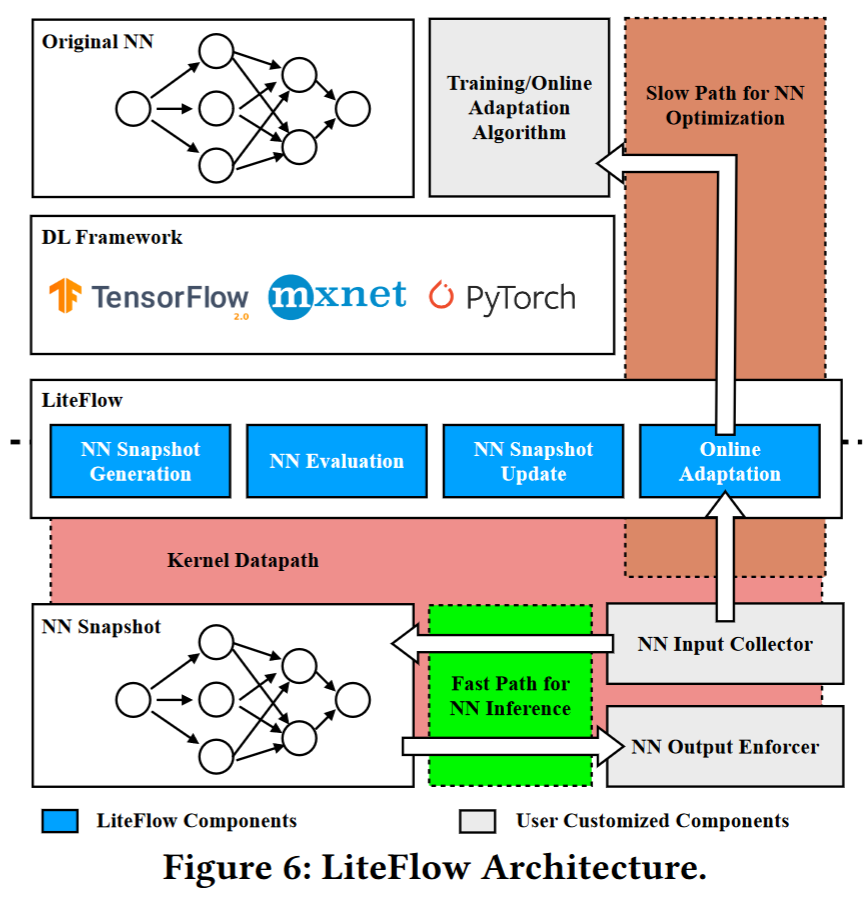 Original NN
Training/Online
Adaptation
Algorithm
Slow Path for NN
Optimization
DL Framework
TensorFlow
2.0
mxnet
PyTorch
LiteFlow
NN Snapshot
Generation
NN Evaluation
NN Snapshot
Update
Online
Adaptation
Kernel Datapath
NN Snapshot
Fast Path for
NN Inference
NN Input Collector
NN Output Enforcer
LiteFlow Components
User Customized Components
Figure 6: LiteFlow Architecture.